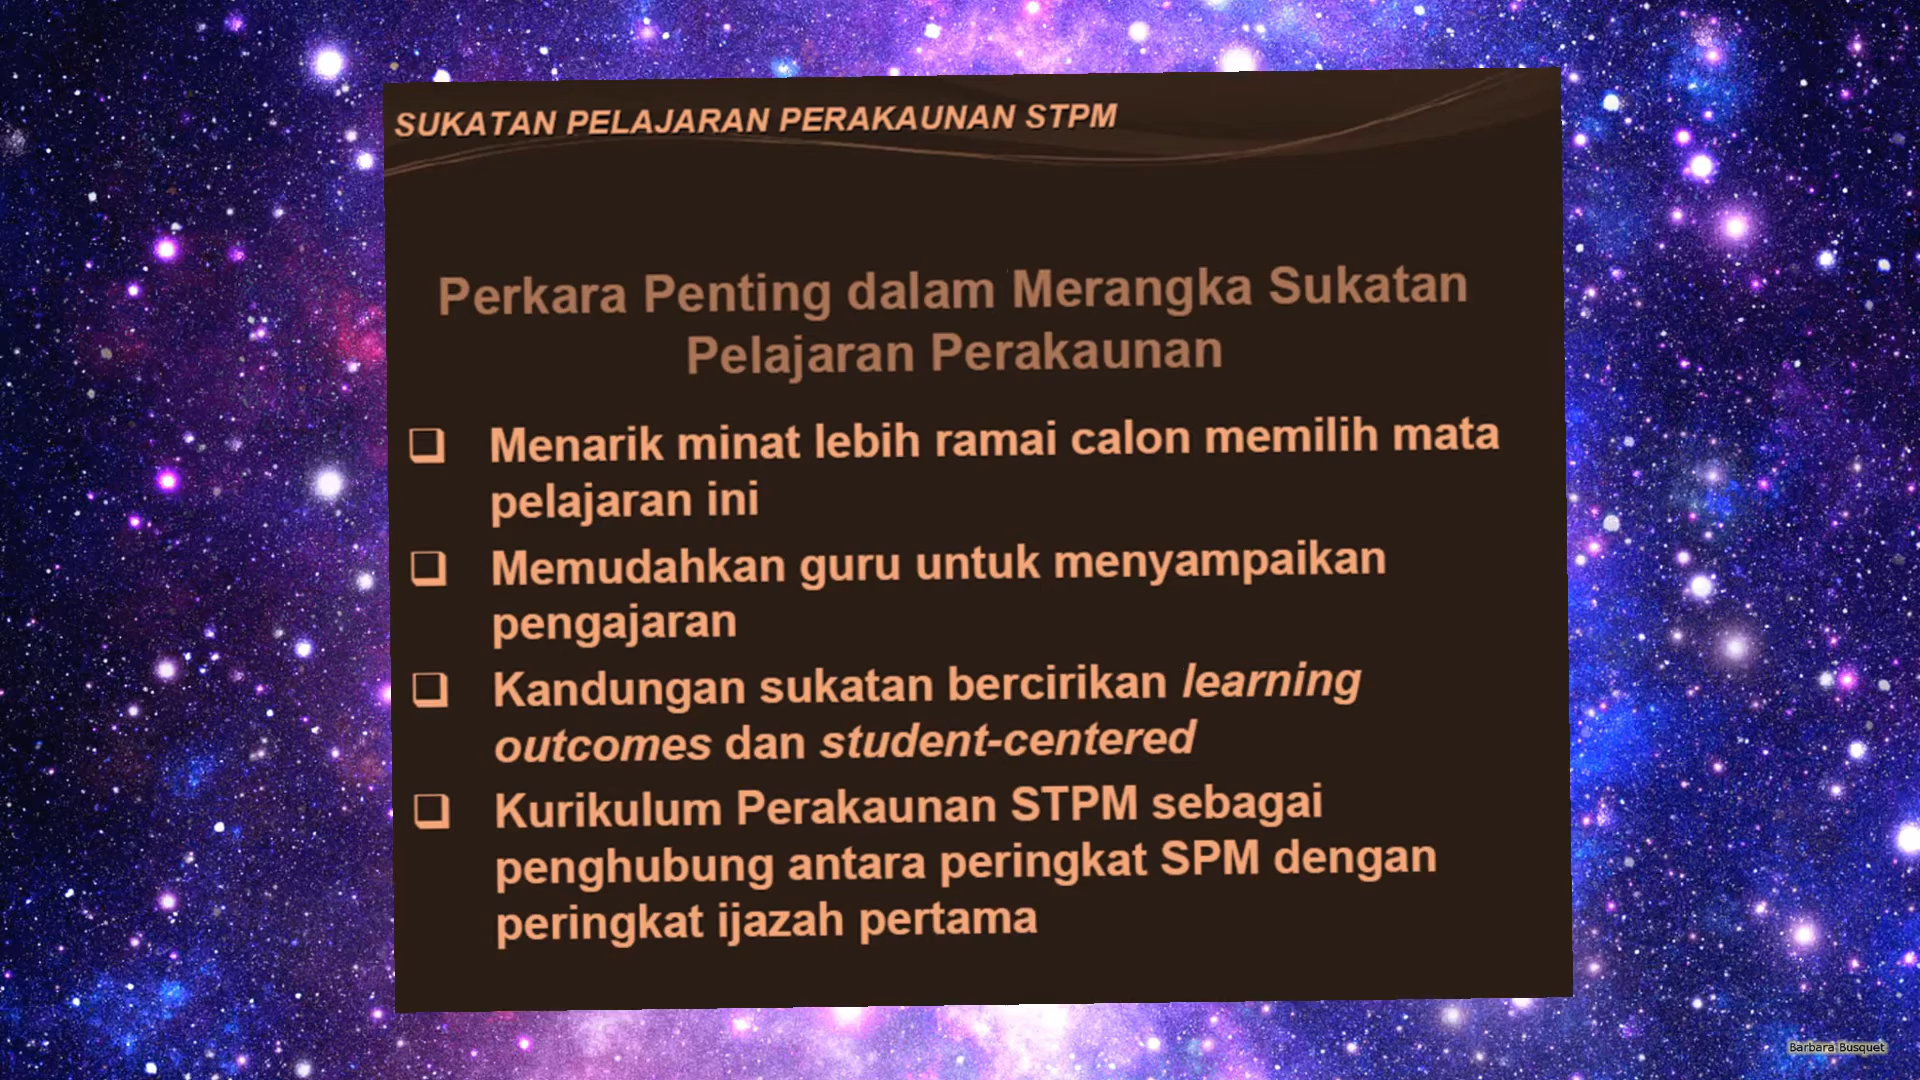 SUKATAN PELAJARAN PERAKAUNAN STPM
Perkara Penting dalam Merangka Sukatan
Pelajaran Perakaunan
❑ Menarik minat lebih ramai calon memilih mata
pelajaran ini
❑ Memudahkan guru untuk menyampaikan
pengajaran
❑ Kandungan sukatan bercirikan learning
outcomes dan student-centered
❑ Kurikulum Perakaunan STPM sebagai
penghubung antara peringkat SPM dengan
peringkat ijazah pertama
Barbara Busquet